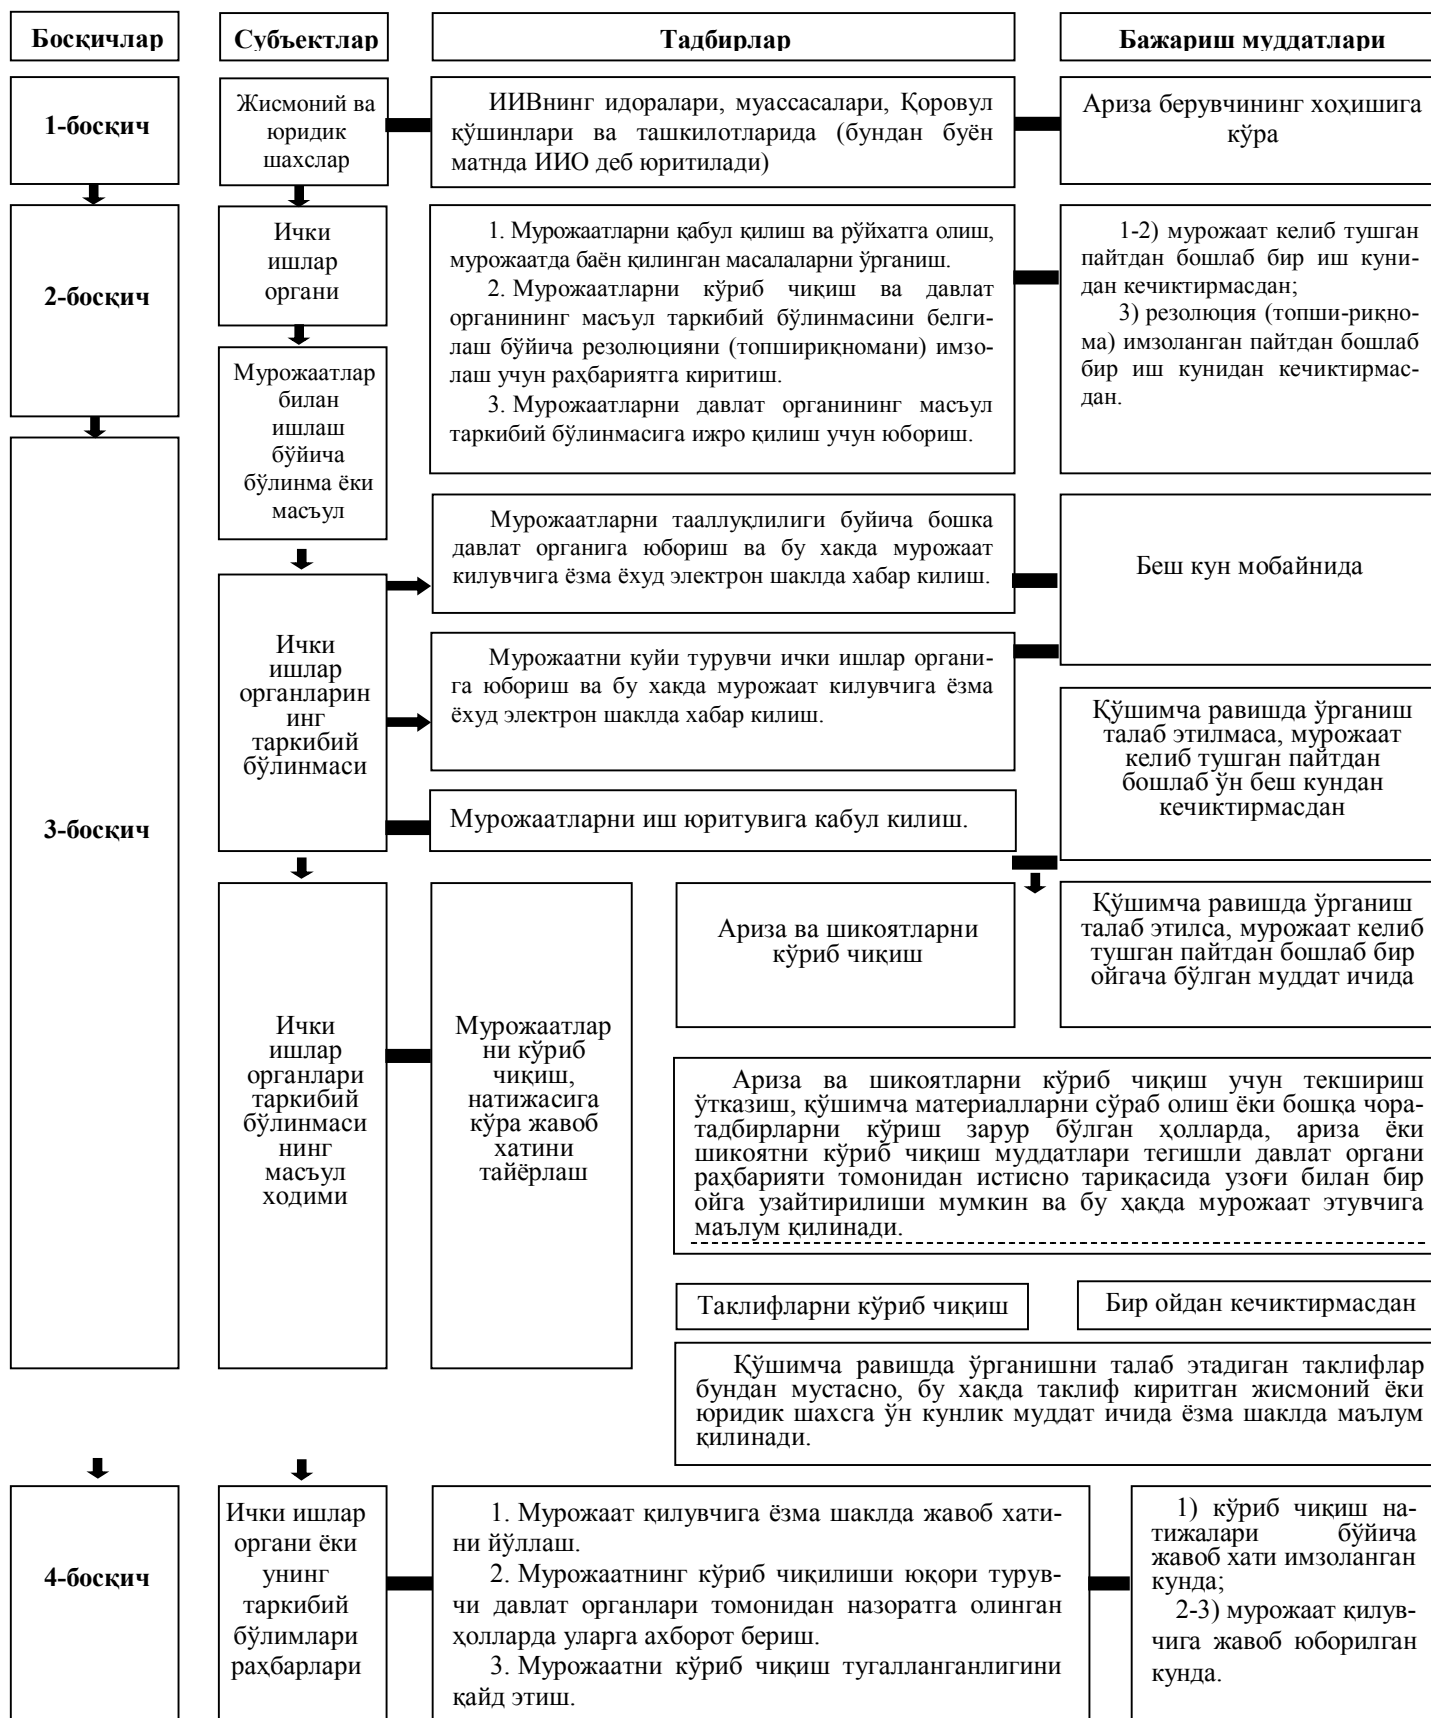 Босқичлар
Субъектлар
Тадбирлар
Бажариш муддатлари
1-босқич
Жисмоний ва
юридик
шахслар
ИИВнинг идоралари, муассасалари, Қоровул
қўшинлари ва ташкилотларида (бундан буён
матнда ИИО деб юритилади)
Ариза берувчининг хоҳишига
кўра
2-босқич
Ички
ишлар
органи
Мурожаатлар
билан
ишлаш
бўйича
бўлинма ёки
масъул
1. Мурожаатларни қабул қилиш ва рўйхатга олиш,
мурожаатда баён қилинган масалаларни ўрганиш.
2. Мурожаатларни кўриб чиқиш ва давлат
органининг масъул таркибий бўлинмасини белги-
лаш бўйича резолюцияни (топшириқномани) имзо-
лаш учун раҳбариятга киритиш.
3. Мурожаатларни давлат органининг масъул
таркибий бўлинмасига ижро қилиш учун юбориш.
1-2) мурожаат келиб тушган
пайтдан бошлаб бир иш куни-
дан кечиктирмасдан;
3) резолюция (топши-риқно-
ма) имзоланган пайтдан бошлаб
бир иш кунидан кечиктирмас-
дан.
3-босқич
Ички
ишлар
органларин
инг
таркибий
бўлинмаси
Мурожаатларни тааллуқлилиги буйича бошка
давлат органига юбориш ва бу хакда мурожаат
килувчига ёзма ёхуд электрон шаклда хабар килиш.
Беш кун мобайнида
Мурожаатни куйи турувчи ички ишлар органи-
га юбориш ва бу хакда мурожаат килувчига ёзма
ёхуд электрон шаклда хабар килиш.
Мурожаатларни иш юритувига кабул килиш.
Қўшимча равишда ўрганиш
талаб этилмаса, мурожаат
келиб тушган пайтдан
бошлаб ўн беш кундан
кечиктирмасдан
Ички
ишлар
органлари
таркибий
бўлинмаси
нинг
масъул
ходими
Мурожаатлар
ни кўриб
чиқиш,
натижасига
кўра жавоб
хатини
тайёрлаш
Ариза ва шикоятларни
кўриб чиқиш
Қўшимча равишда ўрганиш
талаб этилса, мурожаат келиб
тушган пайтдан бошлаб бир
ойгача бўлган муддат ичида
Ариза ва шикоятларни кўриб чиқиш учун текшириш
ўтказиш, қўшимча материалларни сўраб олиш ёки бошқа чора-
тадбирларни кўриш зарур бўлган ҳолларда, ариза ёки
шикоятни кўриб чиқиш муддатлари тегишли давлат органи
раҳбарияти томонидан истисно тариқасида узоғи билан бир
ойга узайтирилиши мумкин ва бу ҳақда мурожаат этувчига
маълум қилинади.
Таклифларни кўриб чиқиш
Бир ойдан кечиктирмасдан
Қўшимча равишда ўрганишни талаб этадиган таклифлар
бундан мустасно, бу хақда таклиф киритган жисмоний ёки
юридик шахсга ўн кунлик муддат ичида ёзма шаклда маълум
қилинади.
4-босқич
Ички ишлар
органи ёки
унинг
таркибий
бўлимлари
раҳбарлари
1. Мурожаат қилувчига ёзма шаклда жавоб хати-
ни йўллаш.
2. Мурожаатнинг кўриб чиқилиши юқори турув-
чи давлат органлари томонидан назоратга олинган
ҳолларда уларга ахборот бериш.
3. Мурожаатни кўриб чиқиш тугалланганлигини
қайд этиш.
1) кўриб чиқиш на-
тижалари бўйича
жавоб хати имзоланган
кунда;
2-3) мурожаат қилув-
чига жавоб юборилган
кунда.